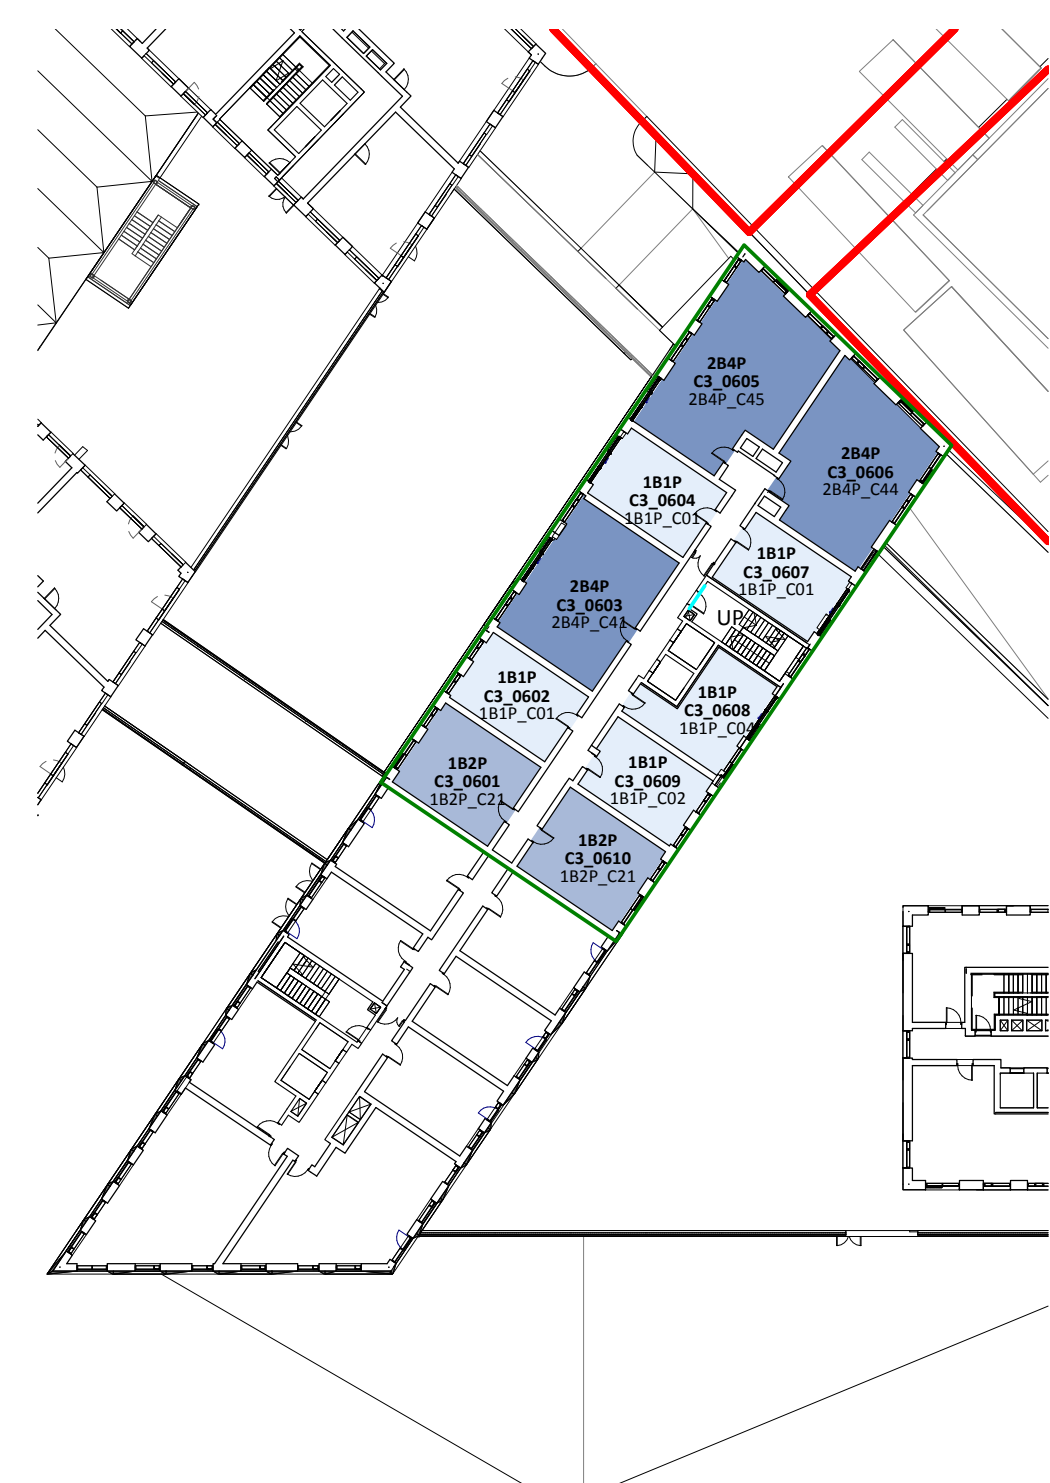 2B4P
C3_0605
2B4P_C45
2B4P
C3_0606
2B4P_C44
1B1P
C3_0604
1B1P_C01
1B1P
C3_0607
1B1P_C01
2B4P
C3_0603
2B4P_C41
UP
1B1P
C3_0602
1B1P_C01
1B1P
C3_0608
1B1P_C04
1B2P
C3_0601
1B2P_C21
1B1P
C3_0609
1B1P_C02
1B2P
C3_0610
1B2P_C21